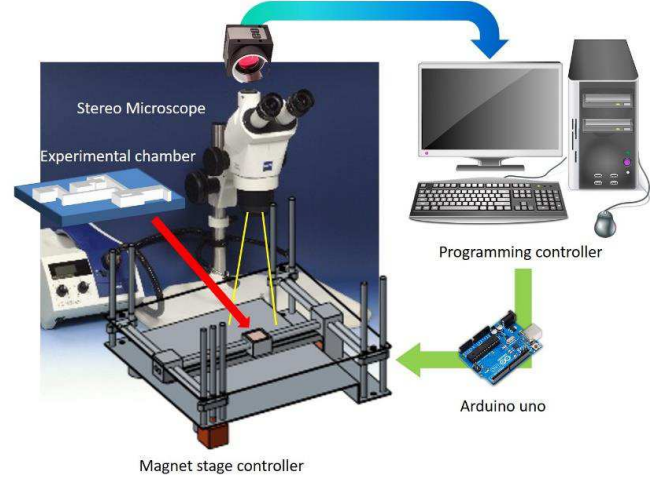 Stereo Microscope
Experimental chamber
Programming controller
Arduino uno
Magnet stage controller